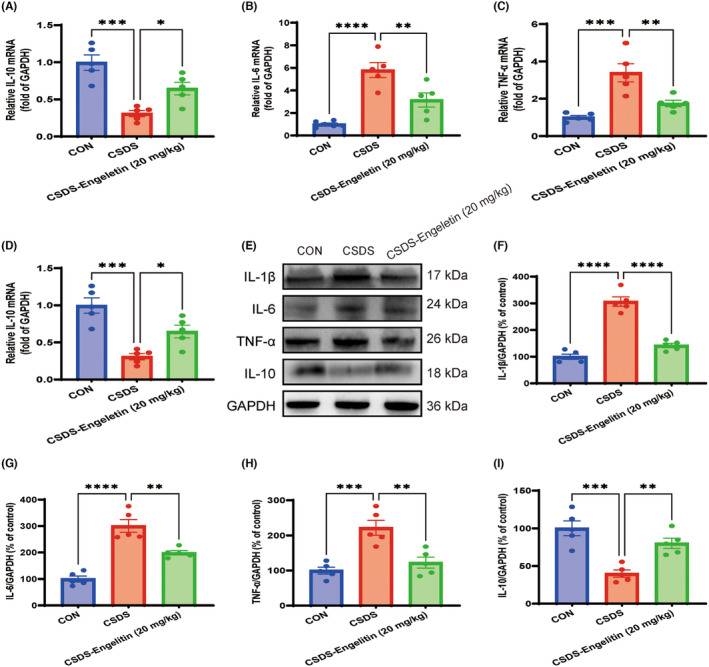 (A)
Relative IL-10 mRNA
(fold of GAPDH)
1.5
1.0
0.5
0.0
***
*
CON
CSDS
CSDS-Engeletin (20 mg/kg)
(B)
Relative IL-6 mRNA
(fold of GAPDH)
10
8
6
4
2
0
****
**
CON
CSDS
CSDS-Engeletin (20 mg/kg)
(C)
Relative TNF-α mRNA
(fold of GAPDH)
6
4
2
0
***
**
CON
CSDS
CSDS-Engeletin (20 mg/kg)
(D)
Relative IL-10 mRNA
(fold of GAPDH)
1.5
1.0
0.5
0.0
***
*
CON
CSDS
CSDS-Engeletin (20 mg/kg)
(E)
CON
CSDS
CSDS-Engeletin (20 mg/kg)
IL-1β 17 kDa
IL-6 24 kDa
TNF-α 26 kDa
IL-10 18 kDa
GAPDH 36 kDa
(F)
IL-1β/GAPDH (% of control)
400
300
200
100
0
****
****
CON
CSDS
CSDS-Engelitin (20 mg/kg)
(G)
IL-6/GAPDH (% of control)
400
300
200
100
0
****
**
CON
CSDS
CSDS-Engelitin (20 mg/kg)
(H)
TNF-α/GAPDH (% of control)
400
300
200
100
0
***
**
CON
CSDS
CSDS-Engelitin (20 mg/kg)
(I)
IL-10/GAPDH (% of control)
150
100
50
0
***
**
CON
CSDS
CSDS-Engelitin (20 mg/kg)